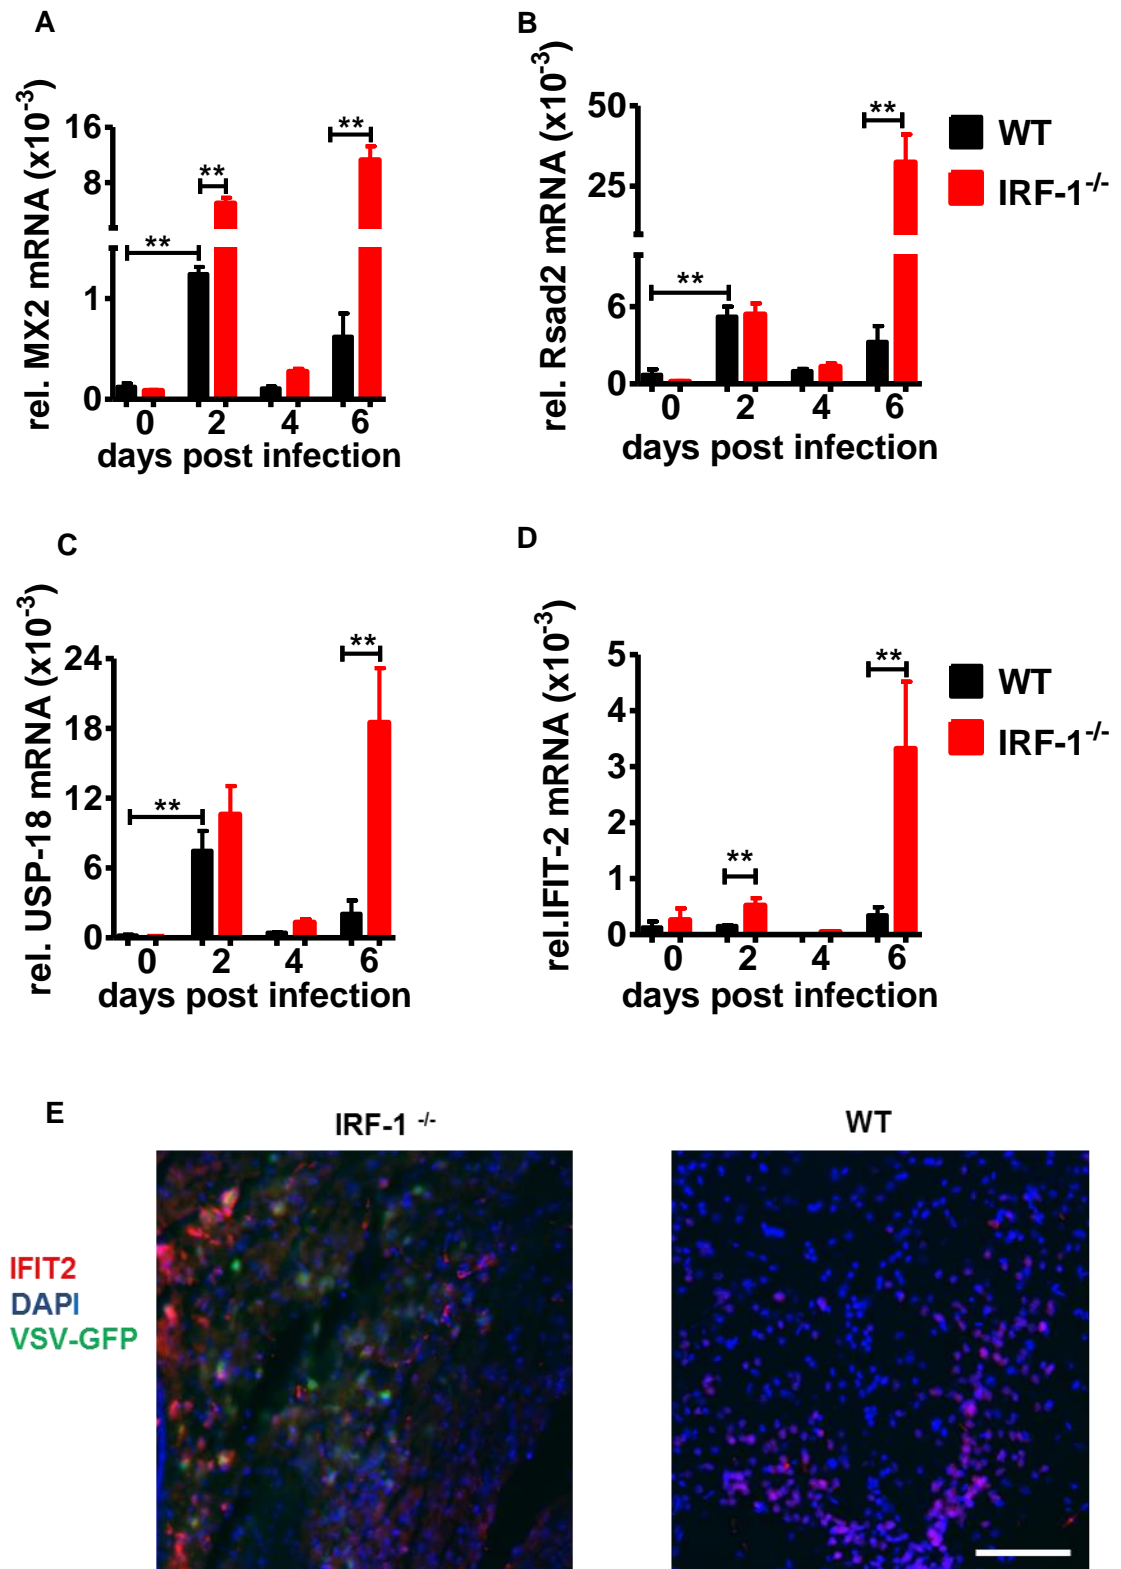 A
rel. MX2 mRNA (x10-3)
16
8
1
0
**
**
**
0 2 4 6
days post infection
B
rel. Rsad2 mRNA (x10-3)
50
25
6
0
**
**
0 2 4 6
days post infection
WT
IRF-1-/-
C
rel. USP-18 mRNA (x10-3)
24
18
12
6
0
**
**
0 2 4 6
days post infection
D
rel.IFIT-2 mRNA (x10-3)
5
4
3
2
1
0
**
**
0 2 4 6
days post infection
WT
IRF-1-/-
E
IRF-1 -/-
WT
IFIT2
DAPI
VSV-GFP